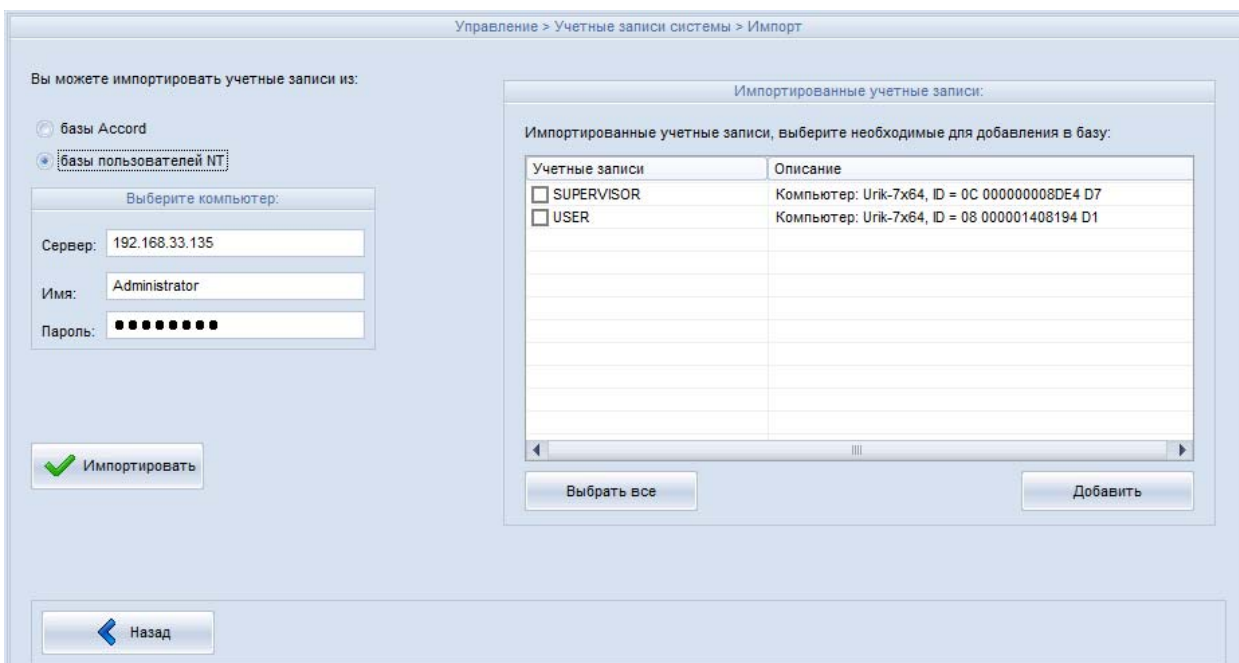 Управление > Учетные записи системы > Импорт
Вы можете импортировать учетные записи из:
базы Accord
базы пользователей NT
Выберите компьютер:
Сервер: 192.168.33.135
Имя: Administrator
Пароль: ●●●●●●●●
Импортировать
Импортированные учетные записи:
Импортированные учетные записи, выберите необходимые для добавления в базу:
Учетные записи Описание
SUPERVISOR Компьютер: Urik-7x64, ID = 0C 000000008DE4 D7
USER Компьютер: Urik-7x64, ID = 08 000001408194 D1
Выбрать все Добавить
Назад